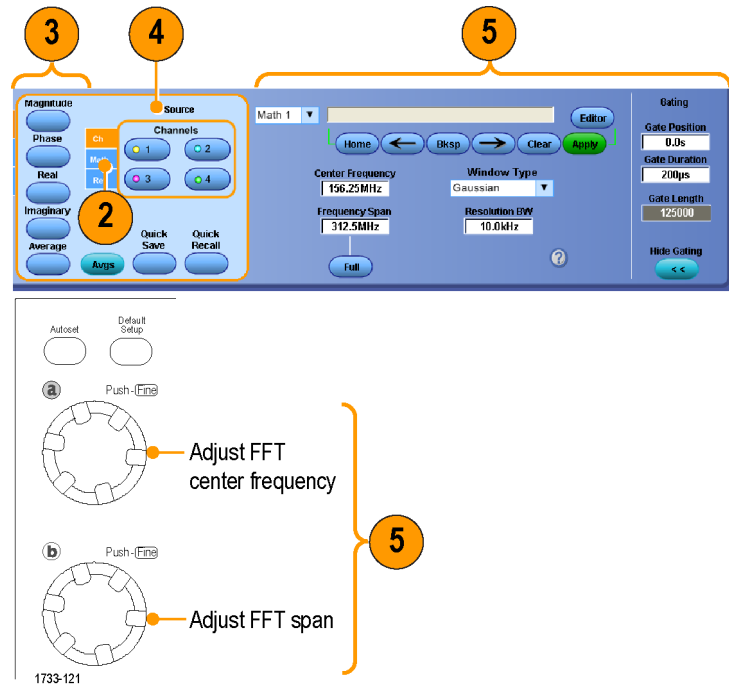 3
4
5
Magnitude
Phase
Real
Imaginary
Average
Source
Ch
Math
Channels
1
2
3
4
2
Avgs
Quick Save
Quick Recall
Math 1
Editor
Home
Bksp
Clear
Apply
Center Frequency
156.25MHz
Window Type
Gaussian
Frequency Span
312.5MHz
Resolution BW
10.0kHz
Full
?
Gating
Gate Position
0.0s
Gate Duration
200µs
Gate Length
125000
Hide Gating
< <
Autoset
Default
Setup
a
Push-Fine
Adjust FFT
center frequency
5
b
Push-Fine
Adjust FFT span
1733-121